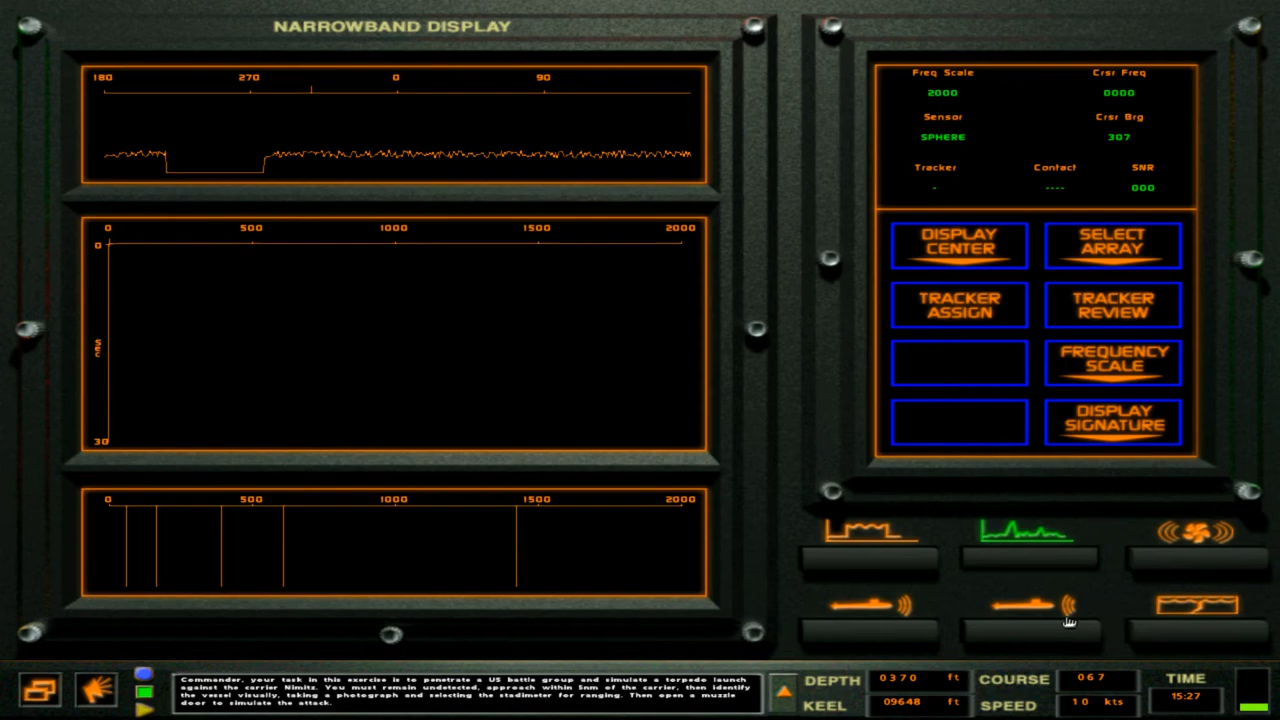 NARROWBAND DISPLAY
180 270 0 90
0 500 1000 1500 2000
0
Sec
30
0 500 1000 1500 2000
Freq Scale Crsr Freq
2000 0000
Sensor Crsr Brg
SPHERE 307
Tracker Contact SNR
- ---- 000
DISPLAY CENTER
SELECT ARRAY
TRACKER ASSIGN
TRACKER REVIEW
FREQUENCY SCALE
DISPLAY SIGNATURE
Commander, your task in this exercise is to penetrate a US battle group and simulate a torpedo launch
against the carrier Nimitz. You must remain undetected, approach within 5nm of the carrier, then identify
the vessel visually, taking a photograph and selecting the stadimeter for ranging. Then open a muzzle
door to simulate the attack.
DEPTH 0370 ft COURSE 067 TIME
KEEL 09648 ft SPEED 10 kts 15:27